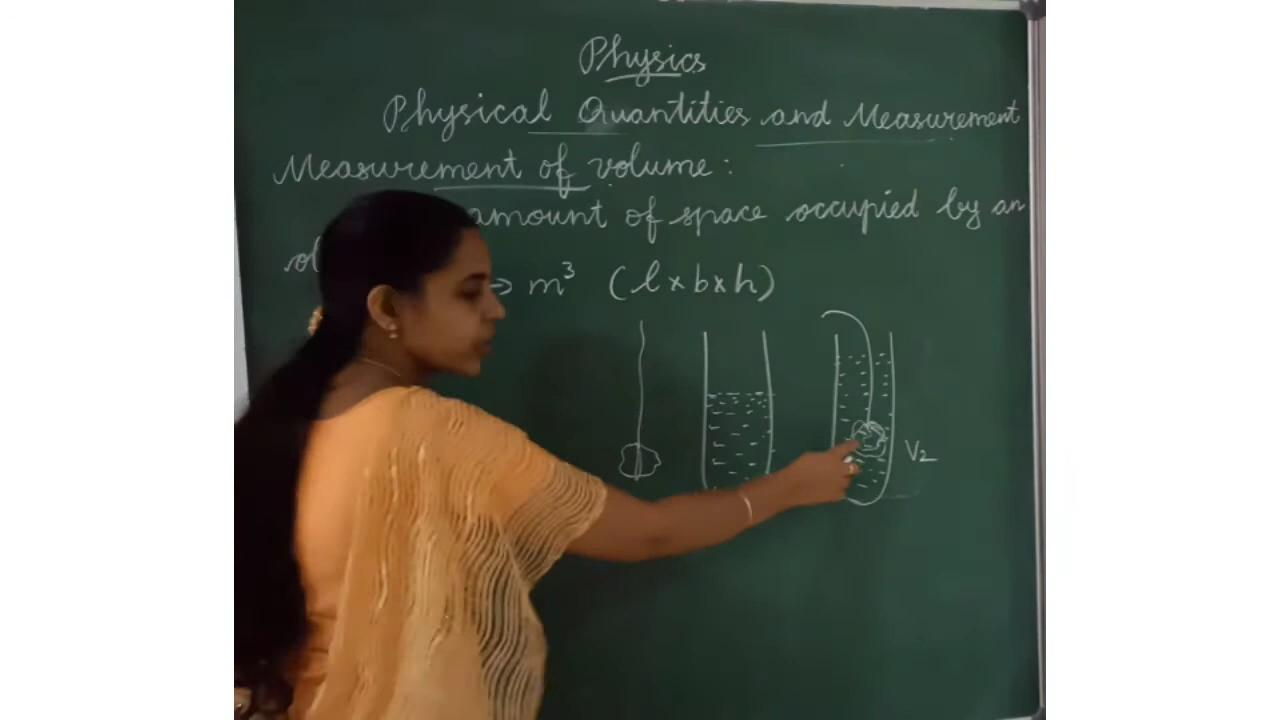 Physics
Physical Quantities and Measurement
Measurement of volume:
amount of space occupied by an
→ m³ (l×b×h)
V₂